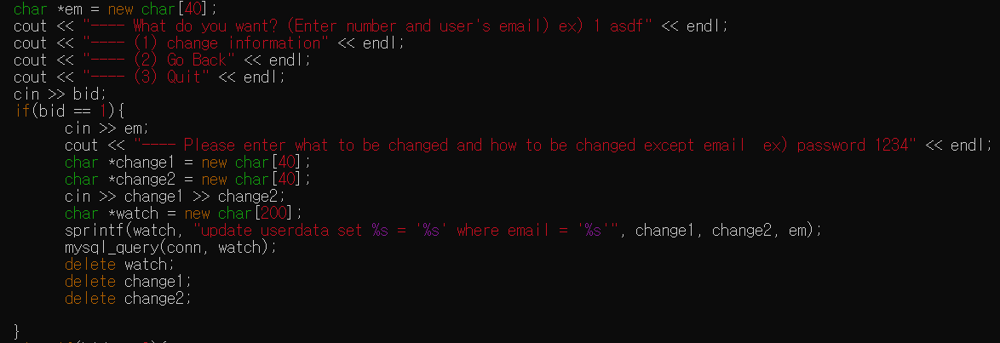 char *em = new char[40];
cout << "---- What do you want? (Enter number and user's email) ex) 1 asdf" << endl;
cout << "---- (1) change information" << endl;
cout << "---- (2) Go Back" << endl;
cout << "---- (3) Quit" << endl;
cin >> bid;
if(bid == 1){
cin >> em;
cout << "---- Please enter what to be changed and how to be changed except email  ex) password 1234" << endl;
char *change1 = new char[40];
char *change2 = new char[40];
cin >> change1 >> change2;
char *watch = new char[200];
sprintf(watch, "update userdata set %s = '%s' where email = '%s'", change1, change2, em);
mysql_query(conn, watch);
delete watch;
delete change1;
delete change2;
}